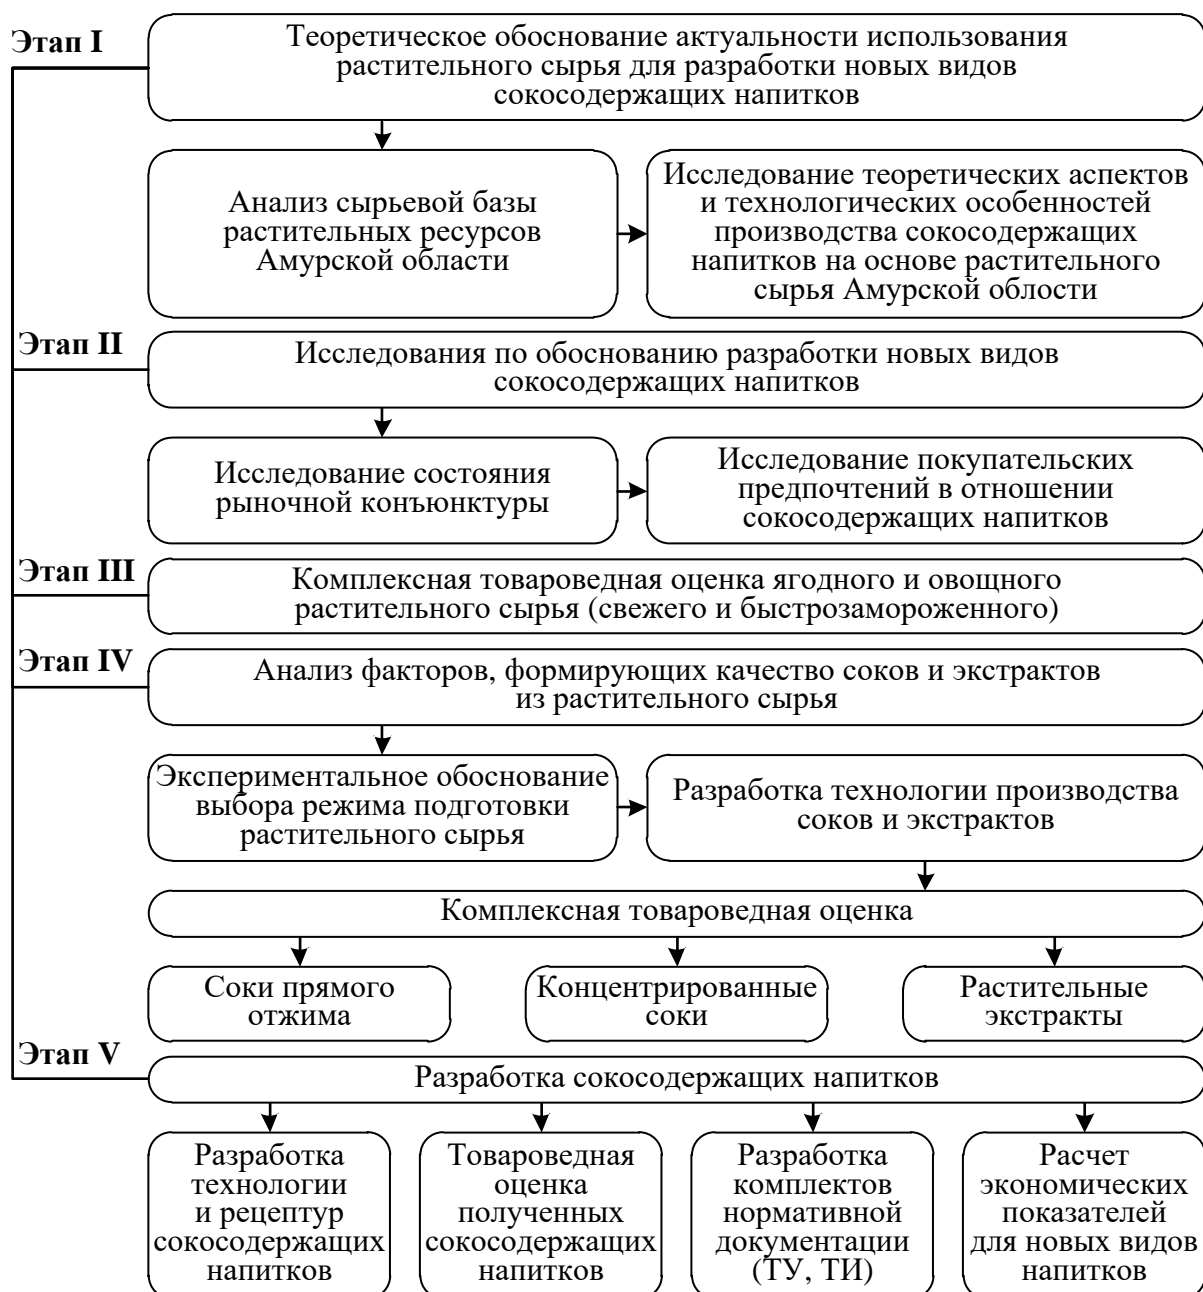 Этап I
Теоретическое обоснование актуальности использования
растительного сырья для разработки новых видов
сокосодержащих напитков
Анализ сырьевой базы
растительных ресурсов
Амурской области
Исследование теоретических аспектов
и технологических особенностей
производства сокосодержащих
напитков на основе растительного
сырья Амурской облости
Этап II
Исследования по обоснованию разработки новых видов
сокосодержащих напитков
Исследование состояния
рыночной конъюнктуры
Исследование покупательских
предпочтений в отношении
сокосодержащих напитков
Этап III
Комплексная товароведная оценка ягодного и овощного
растительного сырья (свежего и быстрозамороженного)
Этап IV
Анализ факторов, формирующих качество соков и экстрактов
из растительного сырья
Экспериментальное обоснование
выбора режима подготовки
растительного сырья
Разработка технологии производства
соков и экстрактов
Комплексная товароведная оценка
Соки прямого
отжима
Концентрированные
соки
Растительные
экстракты
Этап V
Разработка сокосодержащих напитков
Разработка
технологии
и рецептур
сокосодержащих
напитков
Товароведная
оценка
полученных
сокосодержащих
напитков
Разработка
комплектов
нормативной
документации
(ТУ, ТИ)
Расчет
экономических
показателей
для новых видов
напитков